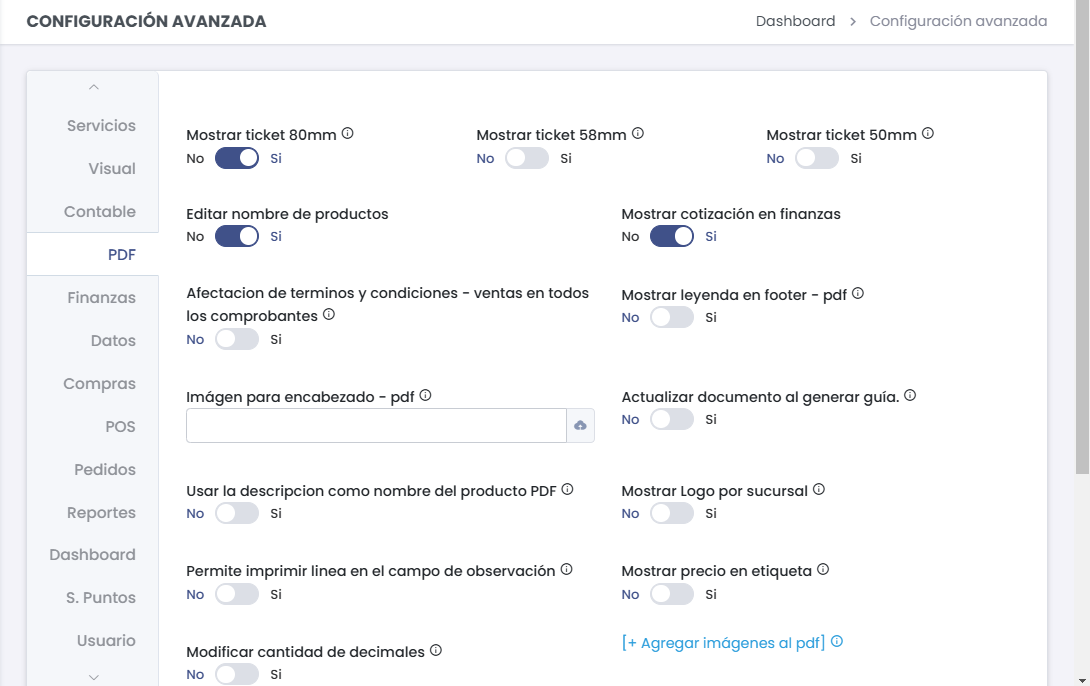 CONFIGURACIÓN AVANZADA
Dashboard > Configuración avanzada
Servicios
Visual
Contable
PDF
Finanzas
Datos
Compras
POS
Pedidos
Reportes
Dashboard
S. Puntos
Usuario
Mostrar ticket 80mm
No Si
Mostrar ticket 58mm
No Si
Mostrar ticket 50mm
No Si
Editar nombre de productos
No Si
Mostrar cotización en finanzas
No Si
Afectacion de terminos y condiciones - ventas en todos
los comprobantes
No Si
Mostrar leyenda en footer - pdf
No Si
Imágen para encabezado - pdf
Actualizar documento al generar guía.
No Si
Usar la descripcion como nombre del producto PDF
No Si
Mostrar Logo por sucursal
No Si
Permite imprimir linea en el campo de observación
No Si
Mostrar precio en etiqueta
No Si
Modificar cantidad de decimales
No Si
[+ Agregar imágenes al pdf]